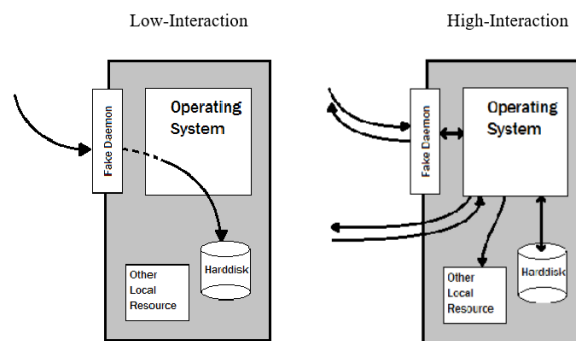 Low-Interaction
Fake Daemon
Operating
System
Other
Local
Resource
Harddisk
High-Interaction
Fake Daemon
Operating
System
Other
Local
Resource
Harddisk